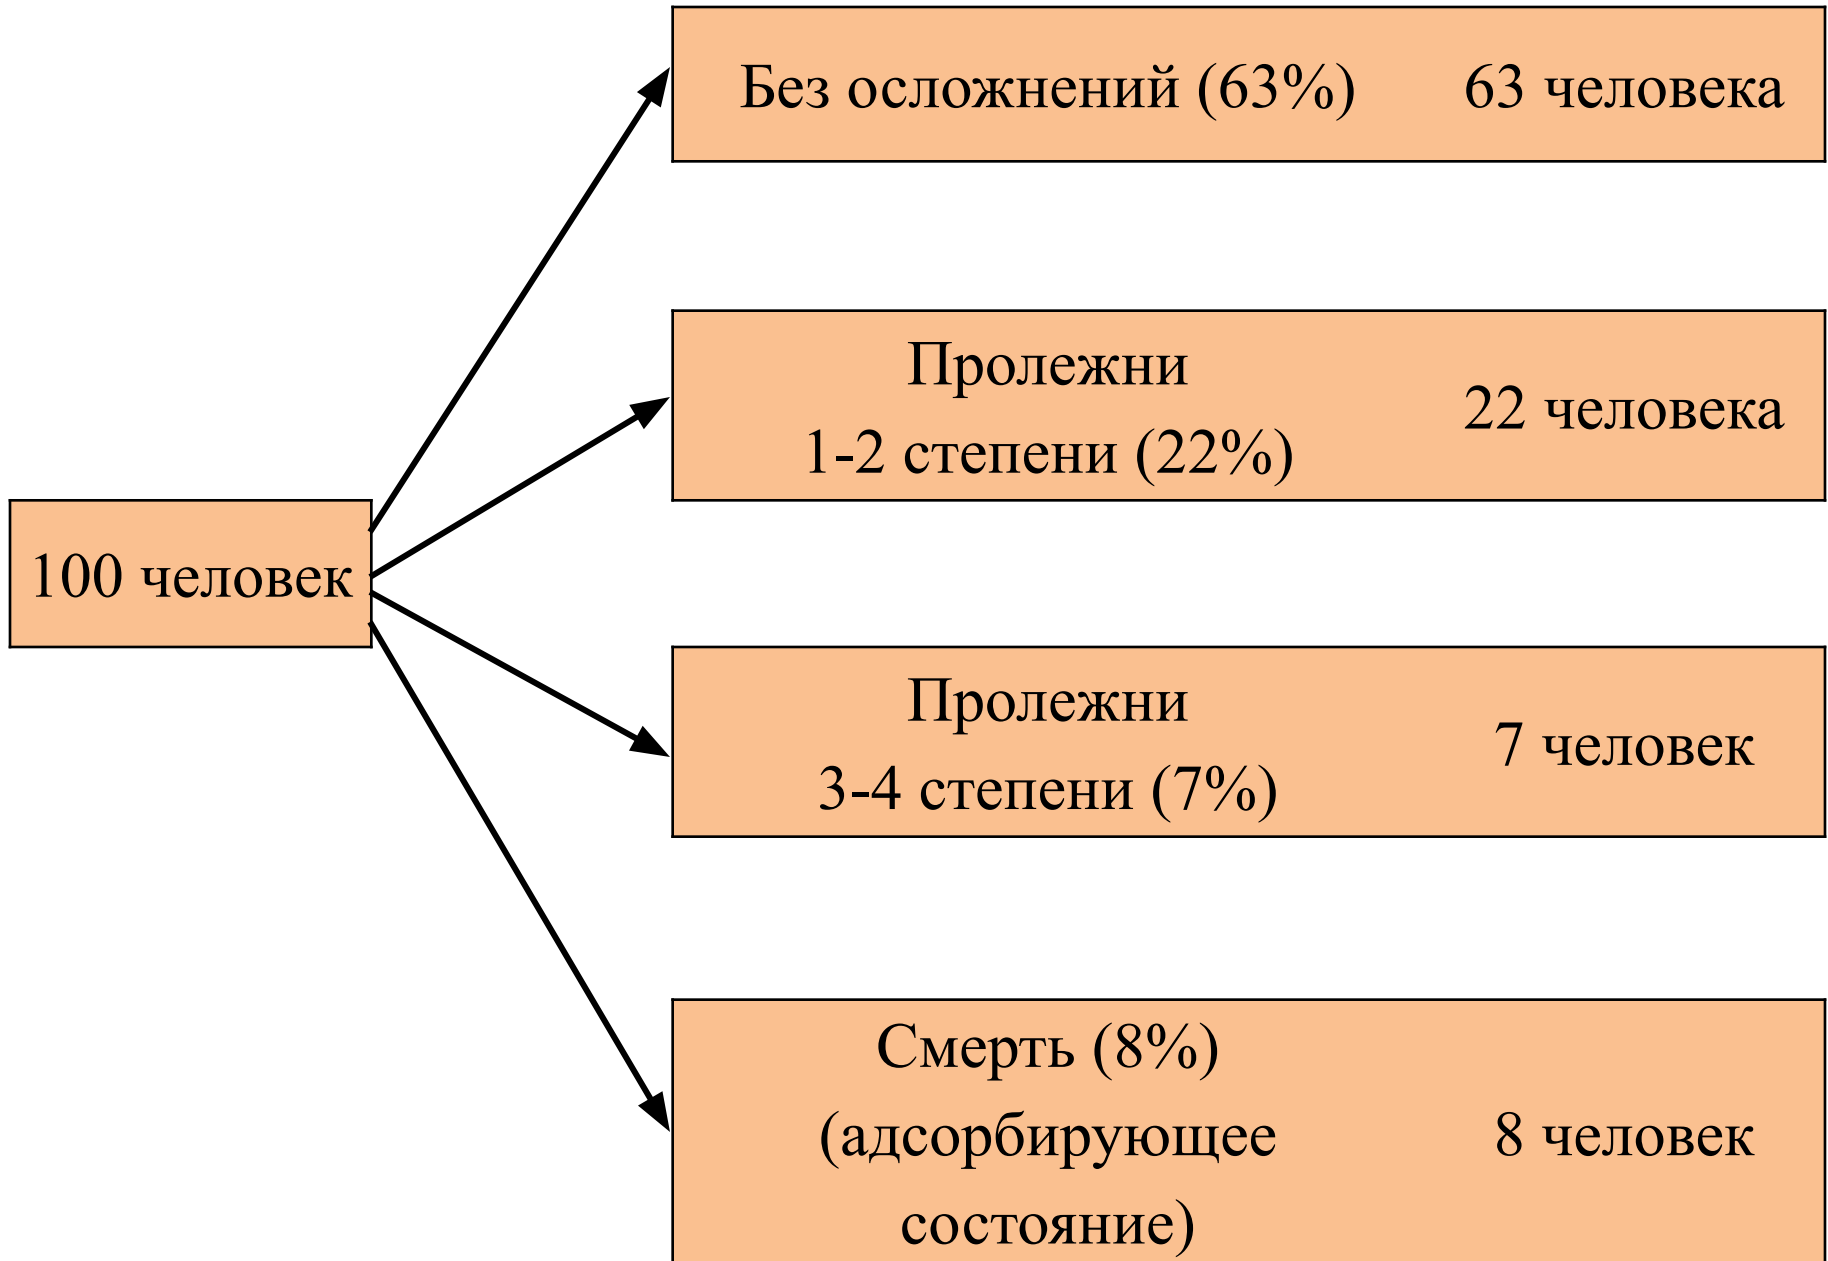 Без осложнений (63%) 63 человека
Пролежни
1-2 степени (22%)
22 человека
100 человек
Пролежни
3-4 степени (7%)
7 человек
Смерть (8%)
(адсорбирующее
состояние)
8 человек